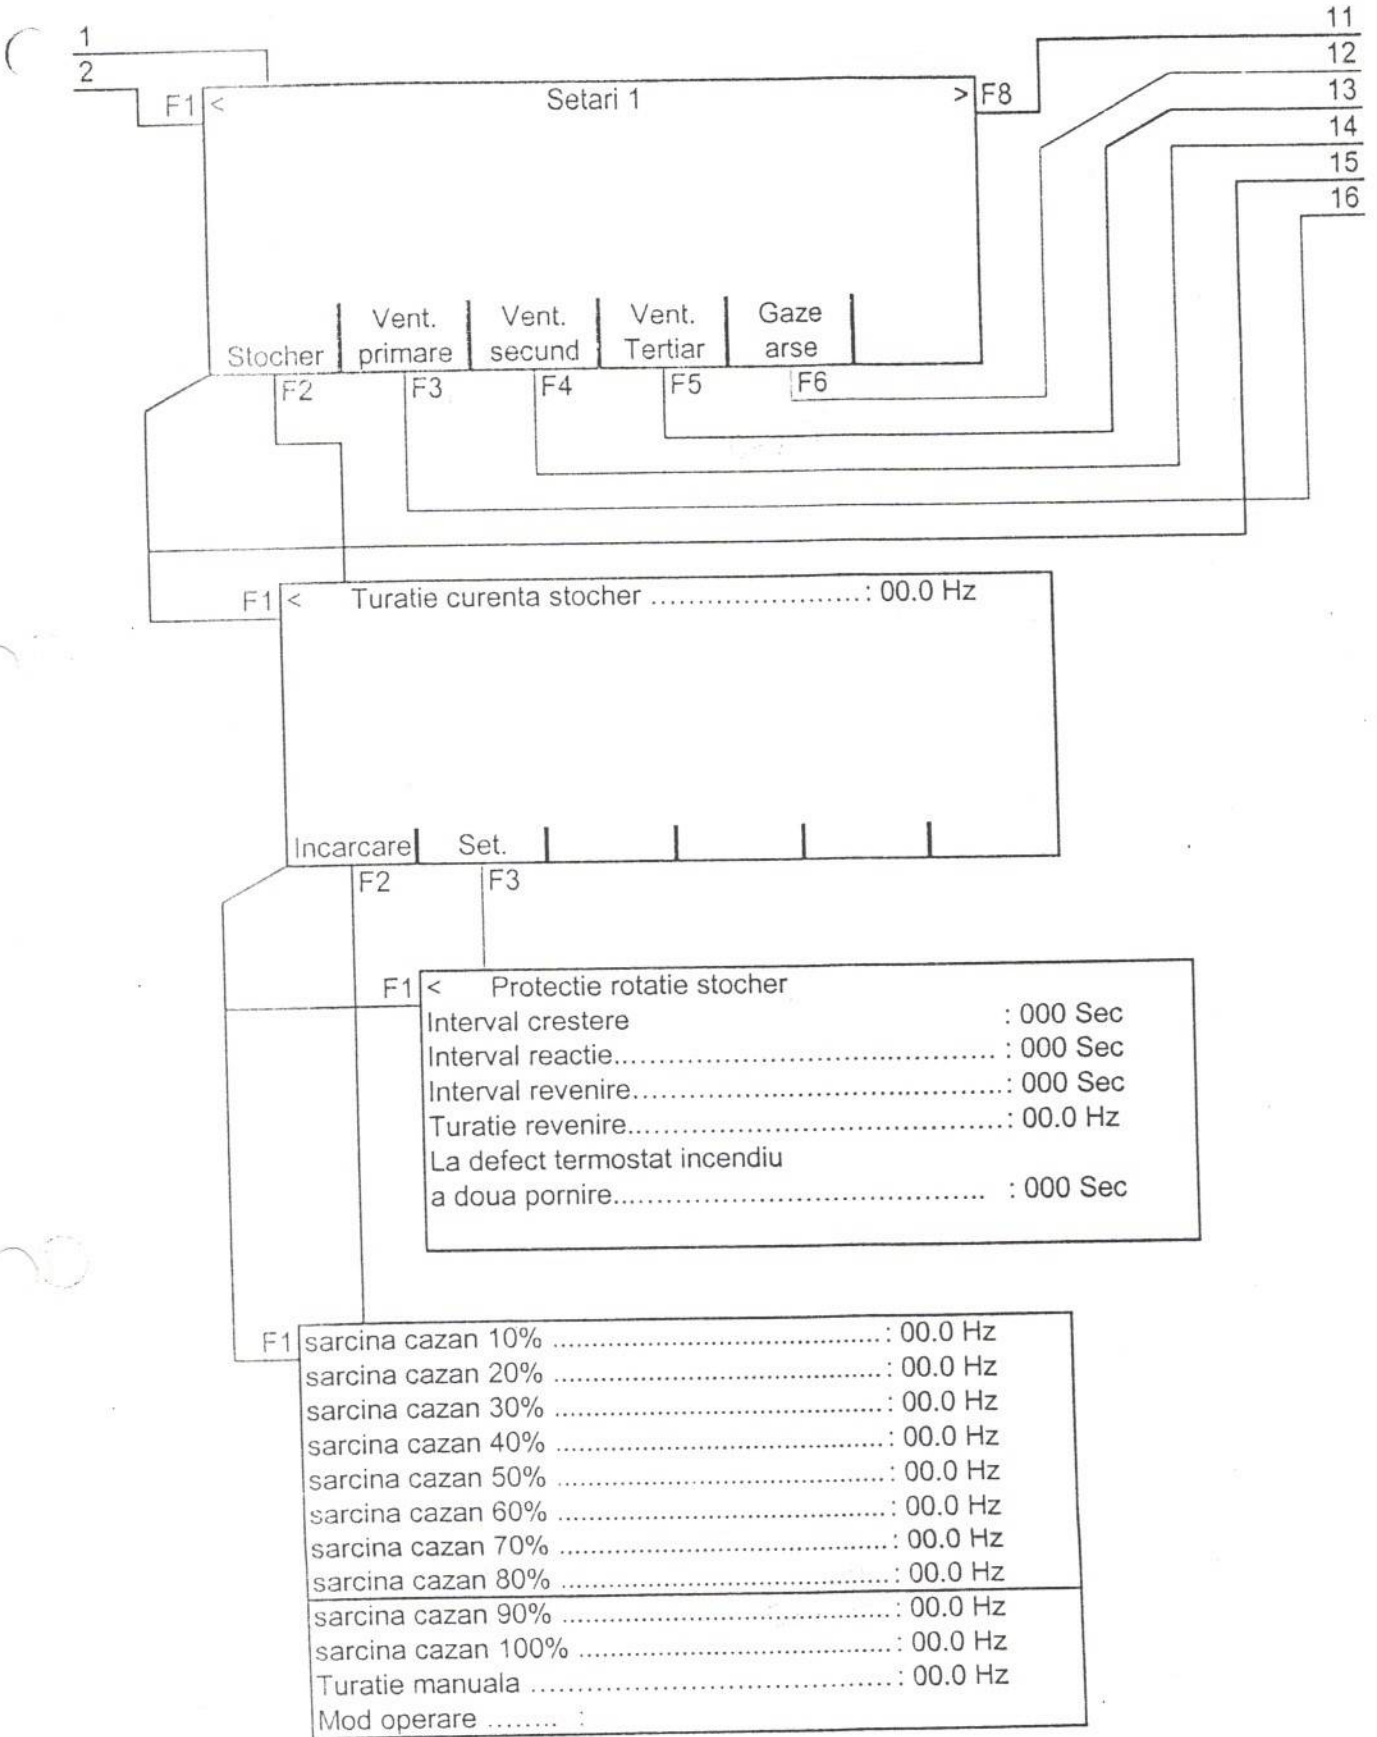 1
11
2
12
F1 < Setari 1 > F8
13
14
15
16
Vent. Vent. Vent. Gaze
Stocher primare secund Tertiar arse
F2 F3 F4 F5 F6
F1 < Turatie curenta stocher ......................: 00.0 Hz
Incarcare Set.
F2 F3
F1 < Protectie rotatie stocher
Interval crestere : 000 Sec
Interval reactie......................................... : 000 Sec
Interval revenire........................................: 000 Sec
Turatie revenire.........................................: 00.0 Hz
La defect termostat incendiu
a doua pornire........................................ : 000 Sec
F1 sarcina cazan 10% ....................................: 00.0 Hz
sarcina cazan 20% ....................................: 00.0 Hz
sarcina cazan 30% ....................................: 00.0 Hz
sarcina cazan 40% ....................................: 00.0 Hz
sarcina cazan 50% ....................................: 00.0 Hz
sarcina cazan 60% ....................................: 00.0 Hz
sarcina cazan 70% ....................................: 00.0 Hz
sarcina cazan 80% ....................................: 00.0 Hz
sarcina cazan 90% ....................................: 00.0 Hz
sarcina cazan 100% ..................................: 00.0 Hz
Turatie manuala .......................................: 00.0 Hz
Mod operare ........ :